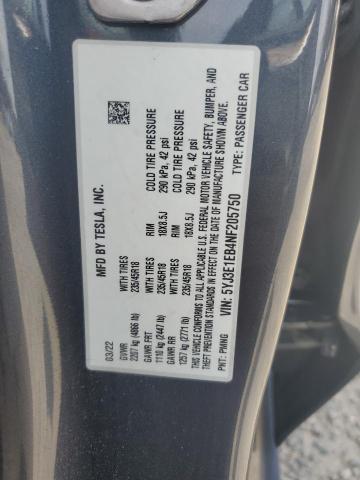 MFD BY TESLA, INC.
03/22
GVWR
2207 kg (4866 lb)
GAWR FRT
1110 kg (2447 lb)
GAWR RR
1257 kg (2771 lb)
WITH TIRES
235/45R18
WITH TIRES
235/45R18
RIM
18X8.5J
RIM
18X8.5J
COLD TIRE PRESSURE
290 kPa, 42 psi
COLD TIRE PRESSURE
290 kPa, 42 psi
THIS VEHICLE CONFORMS TO ALL APPLICABLE U.S. FEDERAL MOTOR VEHICLE SAFETY, BUMPER, AND
THEFT PREVENTION STANDARDS IN EFFECT ON THE DATE OF MANUFACTURE SHOWN ABOVE.
VIN: 5YJ3E1EB4NF205750
TYPE: PASSENGER CAR
PNT: PMNG